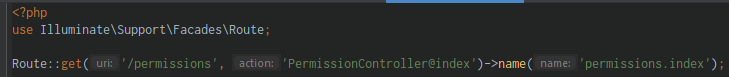 <?php
use Illuminate\Support\Facades\Route;
Route::get( uri: '/permissions', action: 'PermissionController@index')->name( name: 'permissions.index');